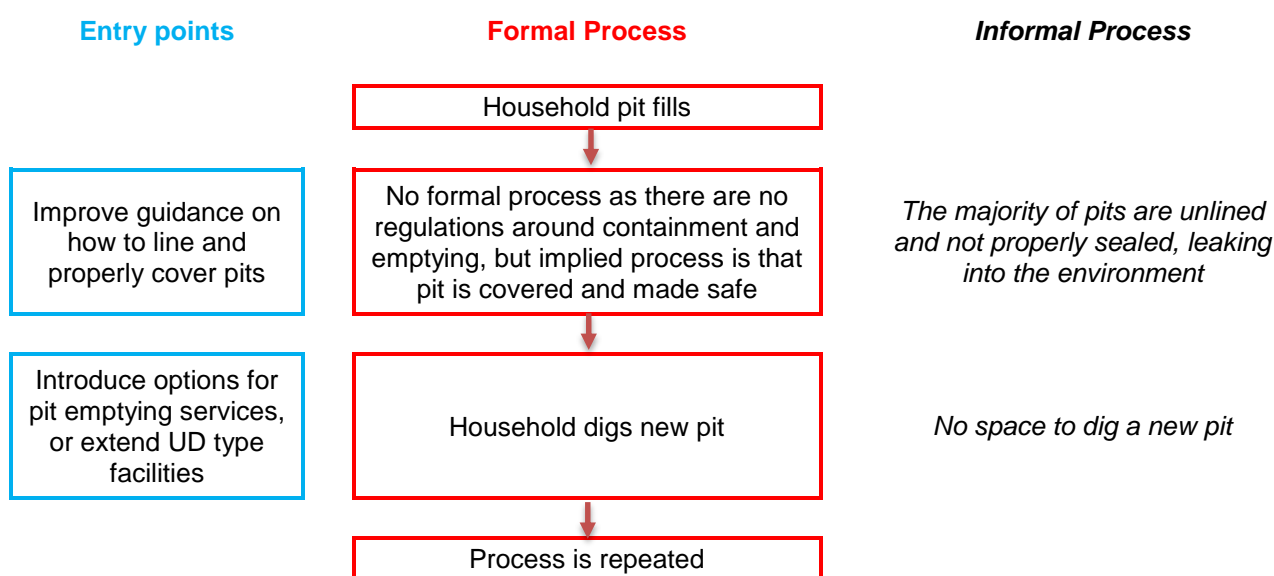 Entry points
Formal Process
Informal Process
Household pit fills
Improve guidance on
how to line and
properly cover pits
No formal process as there are no
regulations around containment and
emptying, but implied process is that
pit is covered and made safe
The majority of pits are unlined
and not properly sealed, leaking
into the environment
Introduce options for
pit emptying services,
or extend UD type
facilities
Household digs new pit
No space to dig a new pit
Process is repeated